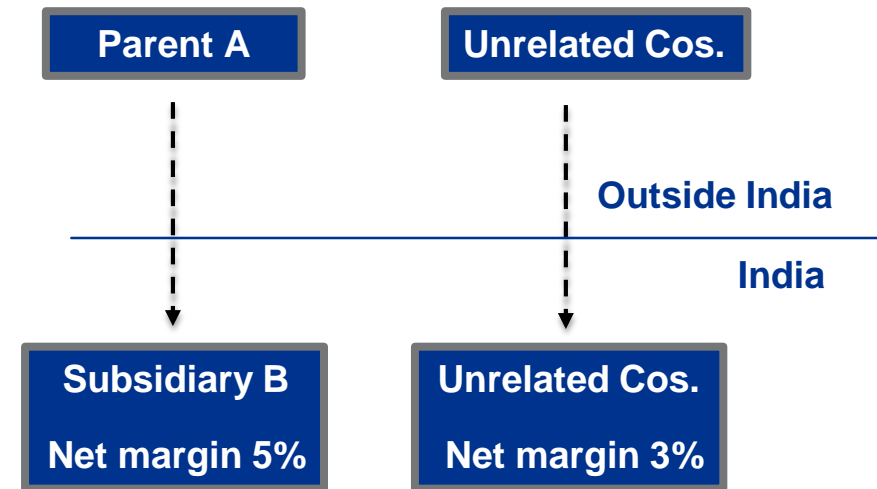 Parent A
Unrelated Cos.
Outside India
India
Subsidiary B
Net margin 5%
Unrelated Cos.
Net margin 3%